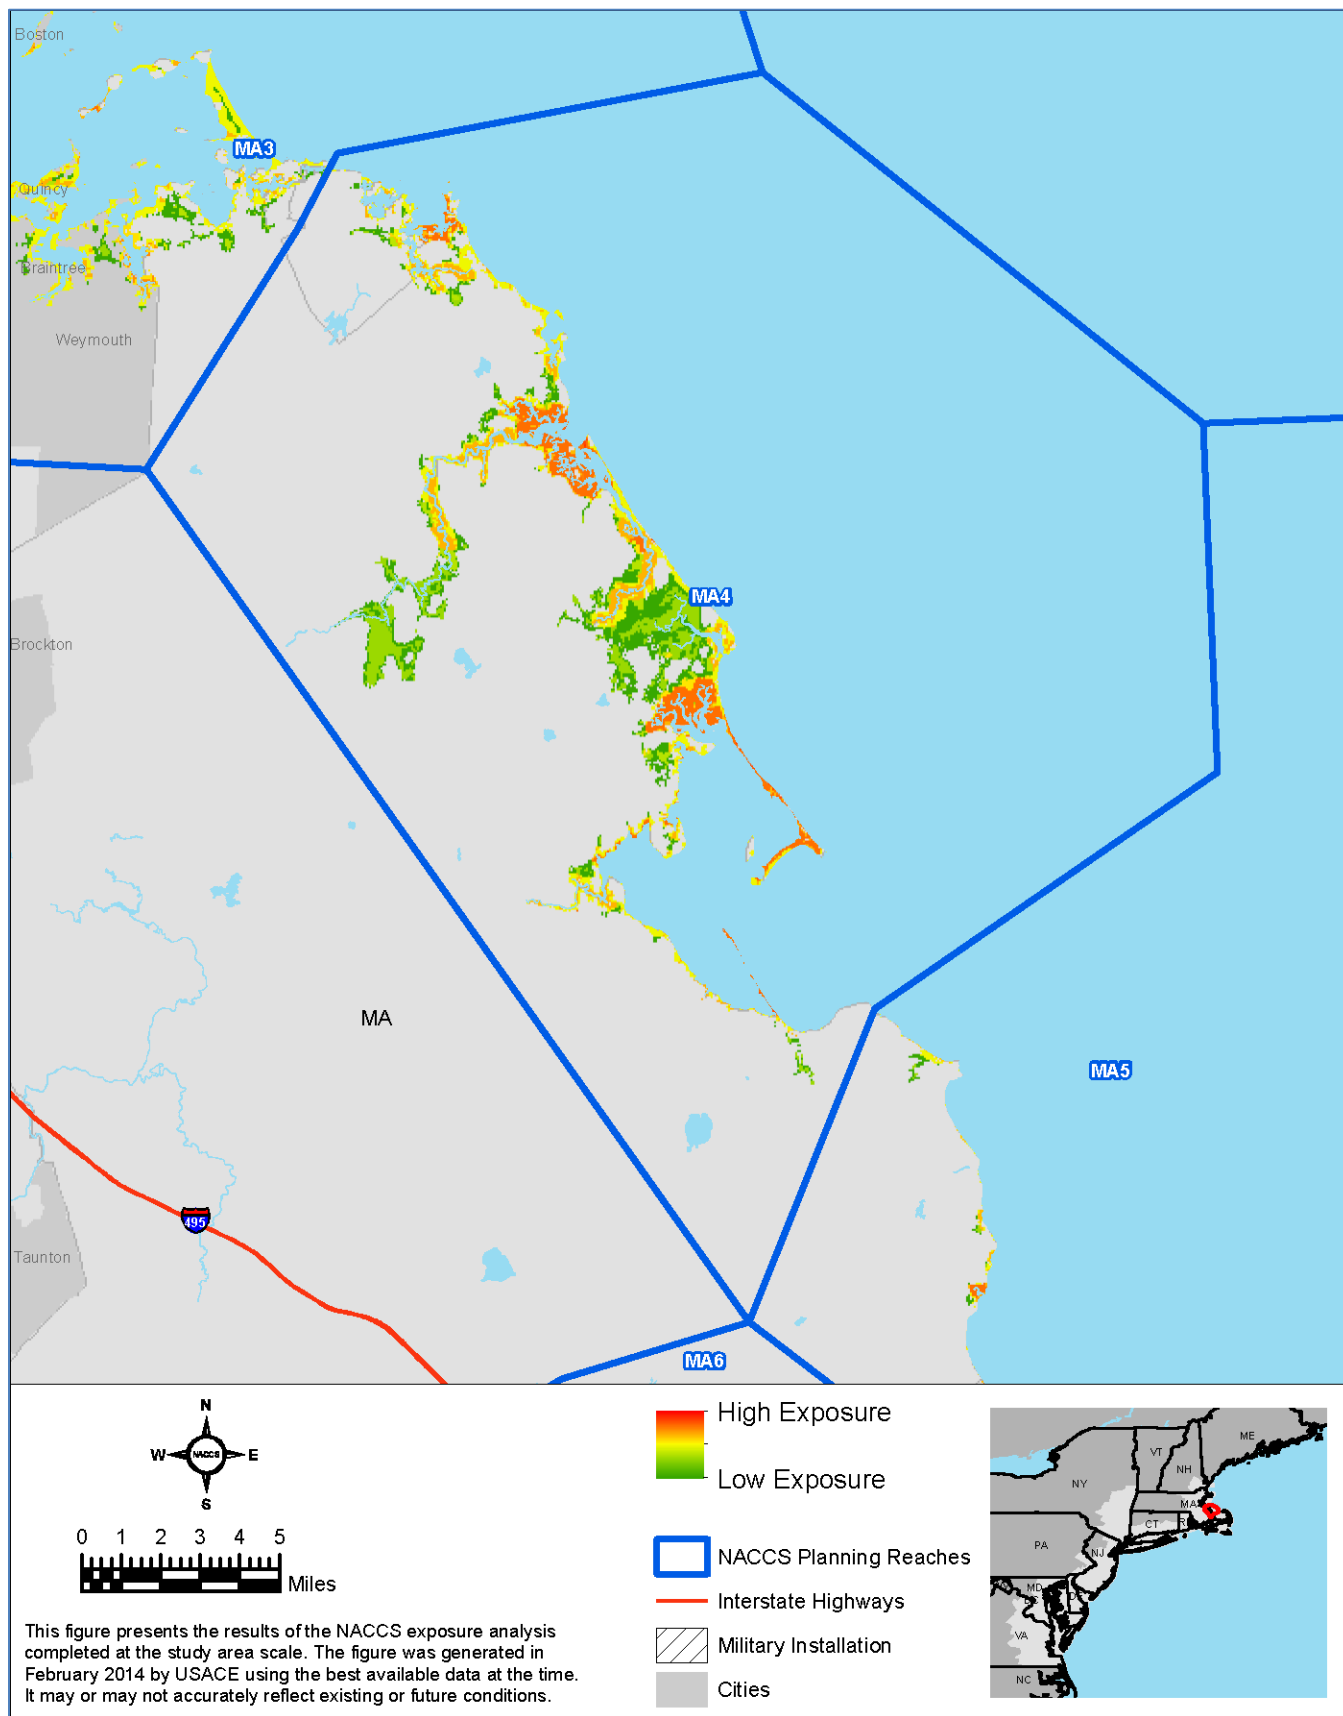 Boston
MA3
Quincy
Braintree
Weymouth
MA4
Brockton
MA
MA5
495
Taunton
MA6
N
W NACCS E
S
0 1 2 3 4 5
Miles
This figure presents the results of the NACCS exposure analysis
completed at the study area scale. The figure was generated in
February 2014 by USACE using the best available data at the time.
It may or may not accurately reflect existing or future conditions.
High Exposure
Low Exposure
NACCS Planning Reaches
Interstate Highways
Military Installation
Cities
ME
VT
NH
NY
MA
CT
PA
NJ
MD
VA
NC